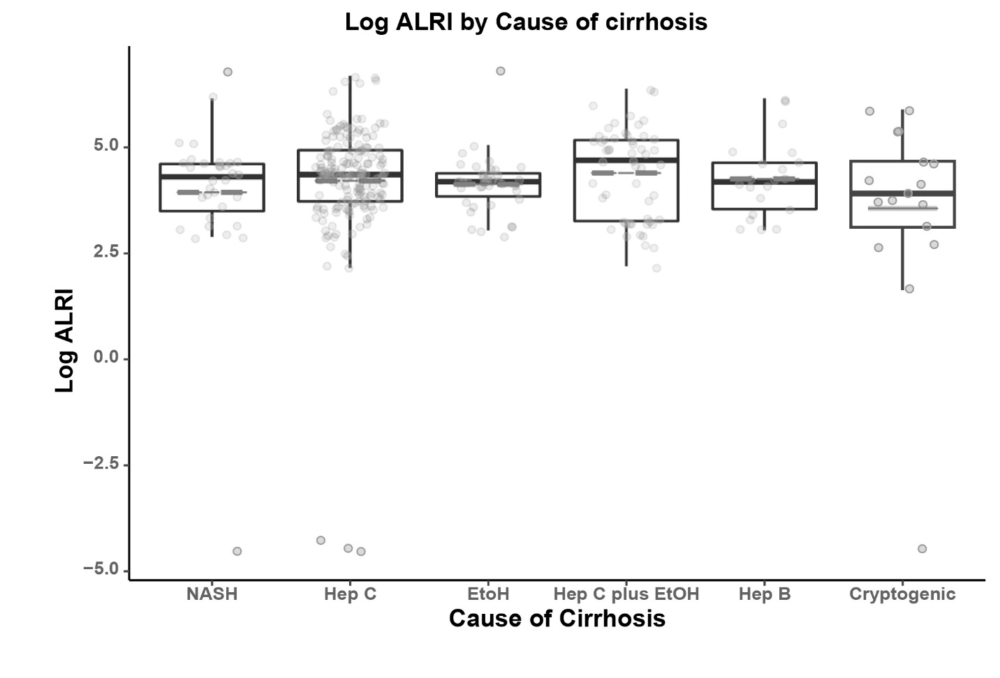 Log ALRI by Cause of cirrhosis
Log ALRI
5.0
2.5
0.0
−2.5
−5.0
NASH Hep C EtoH Hep C plus EtOH Hep B Cryptogenic
Cause of Cirrhosis